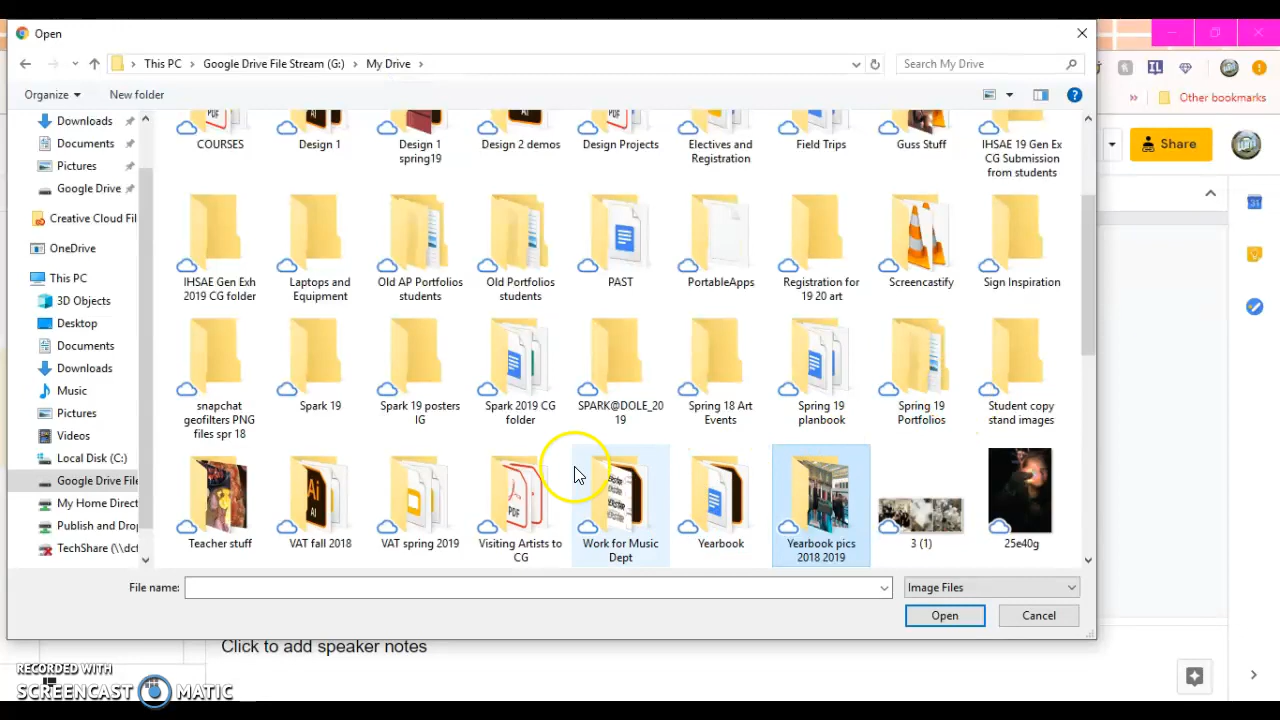 Open
This PC
Google Drive File Stream (G:)
My Drive
Search My Drive
Organize
New folder
Other bookmarks
Share
Downloads
Documents
Pictures
Google Drive
Creative Cloud Fil
OneDrive
This PC
3D Objects
Desktop
Documents
Downloads
Music
Pictures
Videos
Local Disk (C:)
Google Drive File
My Home Direct
Publish and Drop
TechShare (\\dcf
COURSES
Design 1
Design 1
spring19
Design 2 demos
Design Projects
Electives and
Registration
Field Trips
Guss Stuff
IHSAE 19 Gen Ex
CG Submission
from students
IHSAE Gen Exh
2019 CG folder
Laptops and
Equipment
Old AP Portfolios
students
Old Portfolios
students
PAST
PortableApps
Registration for
19 20 art
Screencastify
Sign Inspiration
snapchat
geofilters PNG
files spr 18
Spark 19
Spark 19 posters
IG
Spark 2019 CG
folder
SPARK@DOLE_20
19
Spring 18 Art
Events
Spring 19
planbook
Spring 19
Portfolios
Student copy
stand images
Teacher stuff
VAT fall 2018
VAT spring 2019
Visiting Artists to
CG
Work for Music
Dept
Yearbook
Yearbook pics
2018 2019
3 (1)
25e40g
File name:
Image Files
Open
Cancel
Click to add speaker notes
RECORDED WITH
SCREENCAST MATIC